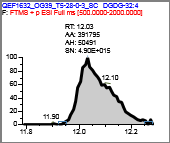 QEF1632_OG39_T5-28-0-3_SC DGDG-32:4
F: FTMS + p ESI Full ms [500.0000-2000.0000]
RT: 12.03
AA: 391795
AH: 50491
SN: 4.90E+015
100
80
60
40
20
0
12.10
11.90
11.8
12.0
12.2